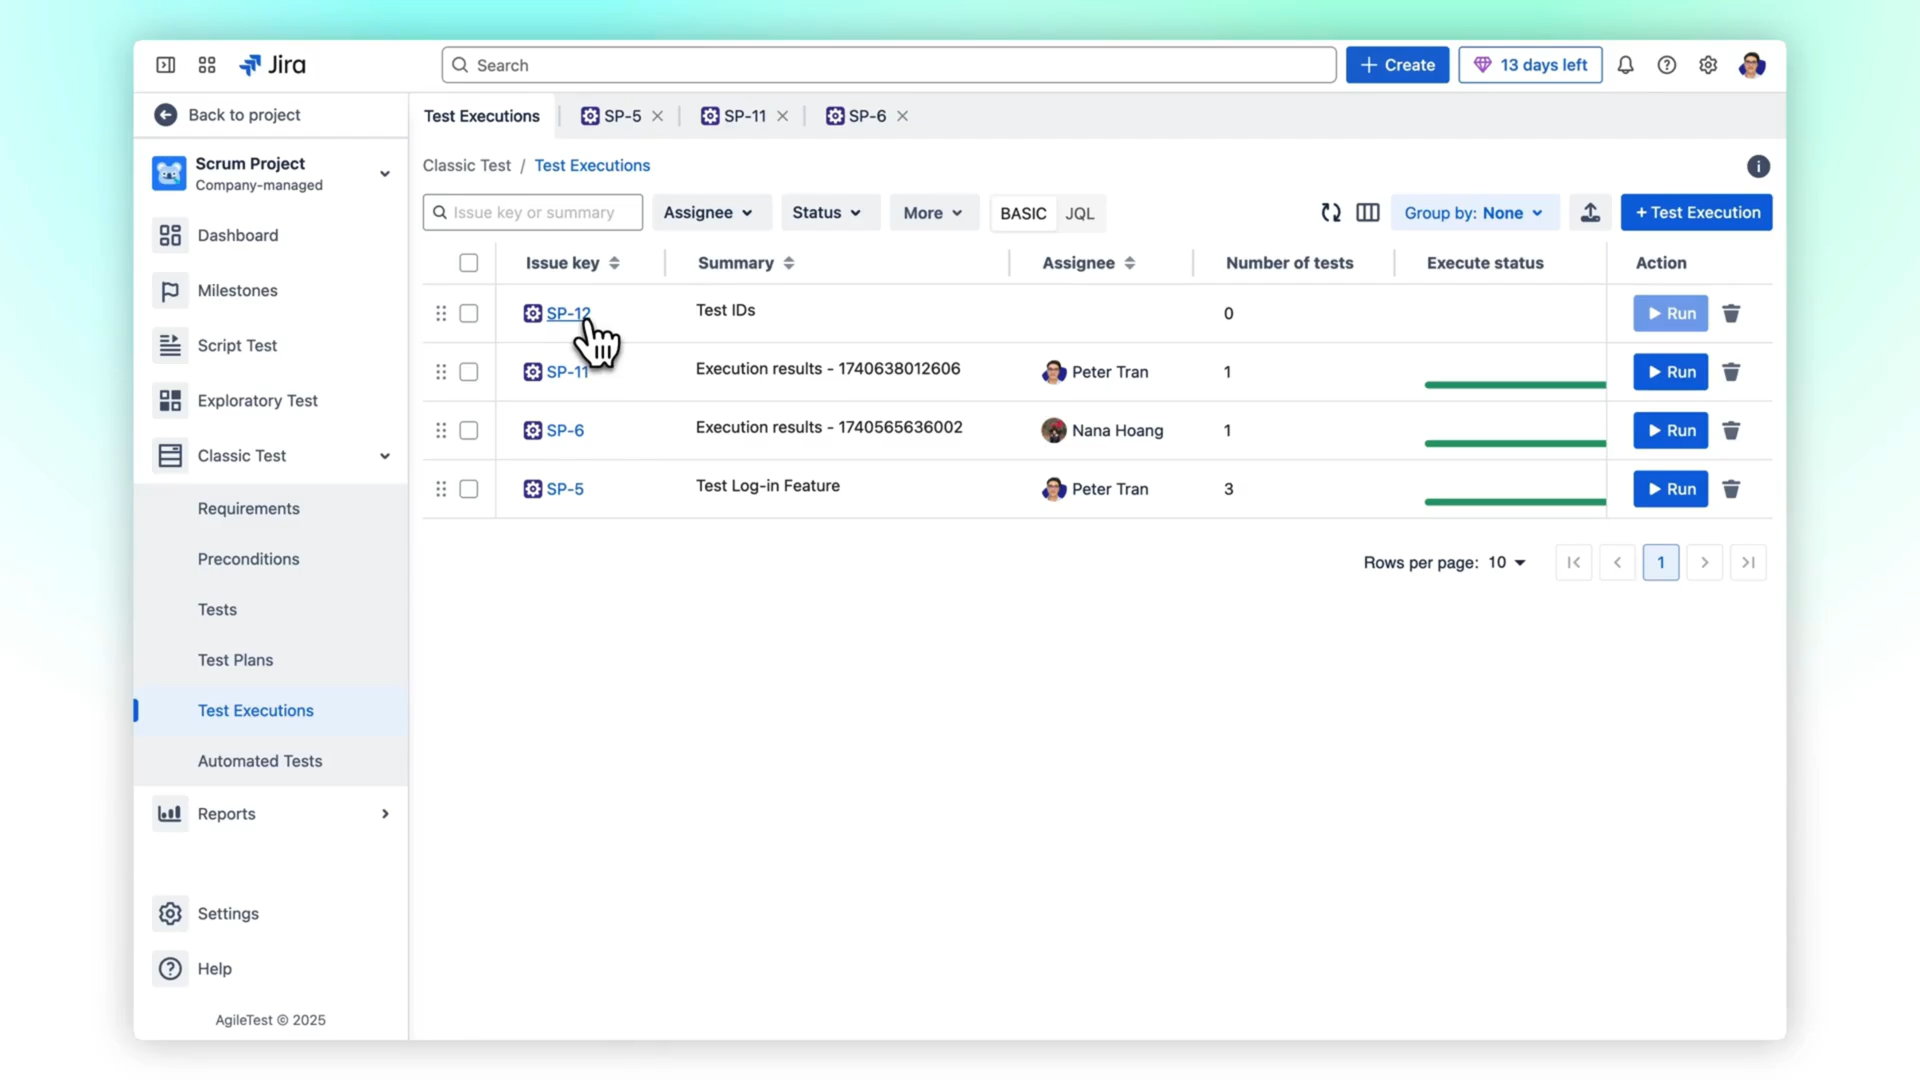 Jira
Search
+ Create
13 days left
Back to project
Test Executions
SP-5
SP-11
SP-6
Scrum Project
Company-managed
Classic Test / Test Executions
Issue key or summary
Assignee
Status
More
BASIC
JQL
Group by: None
+ Test Execution
Dashboard
Milestones
Script Test
Exploratory Test
Classic Test
Requirements
Preconditions
Tests
Test Plans
Test Executions
Automated Tests
Reports
Settings
Help
AgileTest © 2025
Issue key Summary Assignee Number of tests Execute status Action
SP-12 Test IDs 0 Run
SP-11 Execution results - 1740638012606 Peter Tran 1 Run
SP-6 Execution results - 1740565636002 Nana Hoang 1 Run
SP-5 Test Log-in Feature Peter Tran 3 Run
Rows per page: 10 1